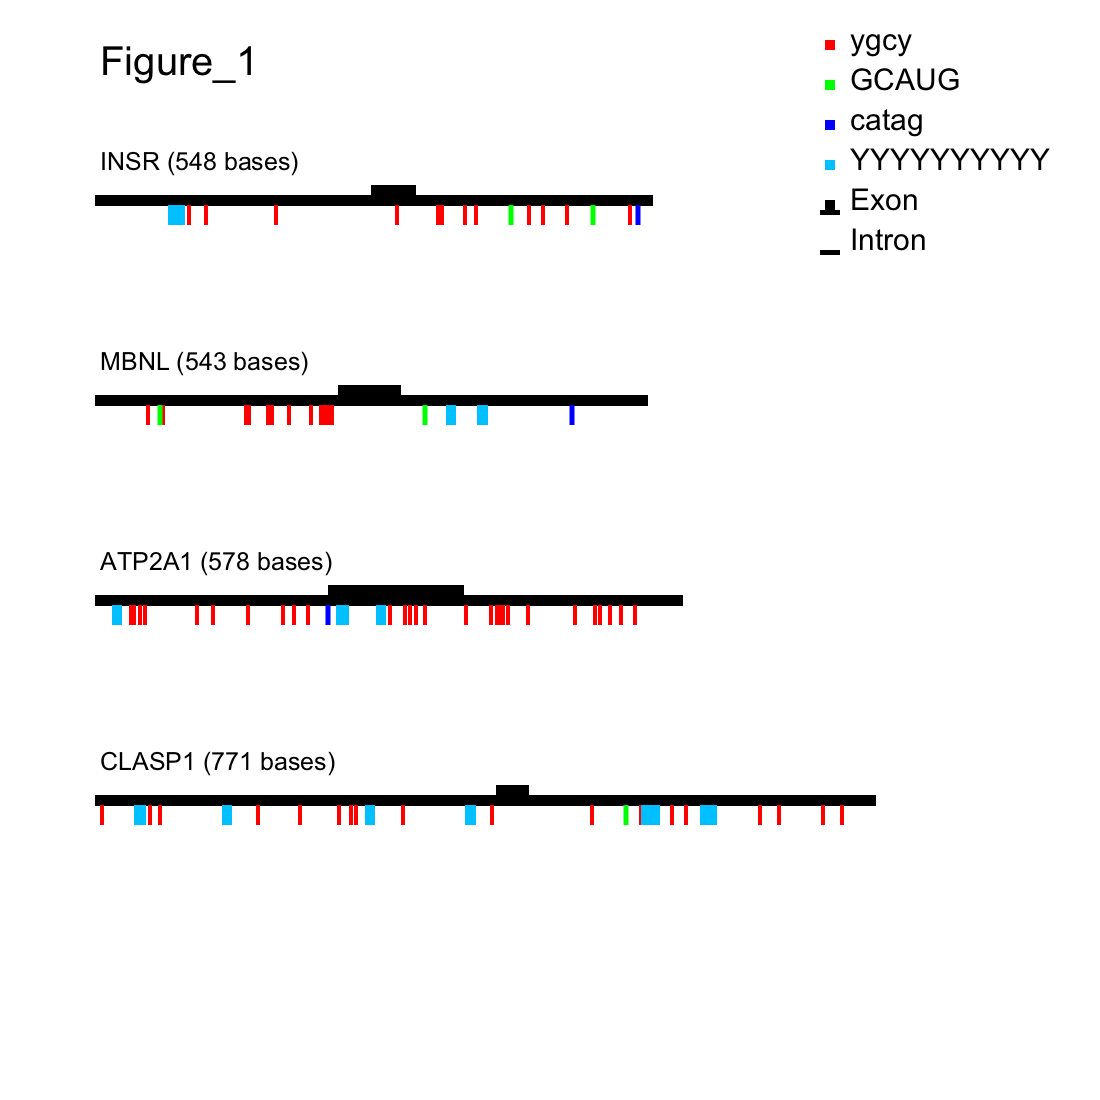 Figure_1
ygcy
GCAUG
catag
YYYYYYYYYY
Exon
Intron
INSR (548 bases)
MBNL (543 bases)
ATP2A1 (578 bases)
CLASP1 (771 bases)